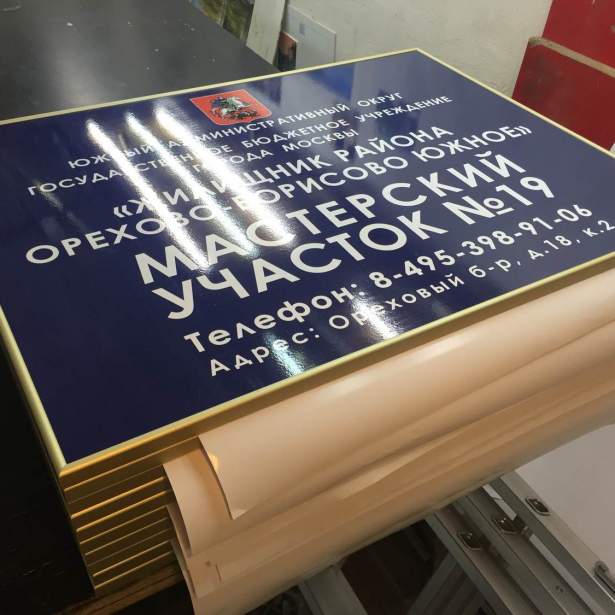 ЮЖНЫЙ АДМИНИСТРАТИВНЫЙ ОКРУГ
ГОСУДАРСТВЕННОЕ БЮДЖЕТНОЕ УЧРЕЖДЕНИЕ
ГОРОДА МОСКВЫ
«ЖИЛИЩНИК РАЙОНА
ОРЕХОВО-БОРИСОВО ЮЖНОЕ»
МАСТЕРСКИЙ
УЧАСТОК №19
Телефон: 8-495-398-91-06
Адрес: Ореховый б-р, д.18, к.2